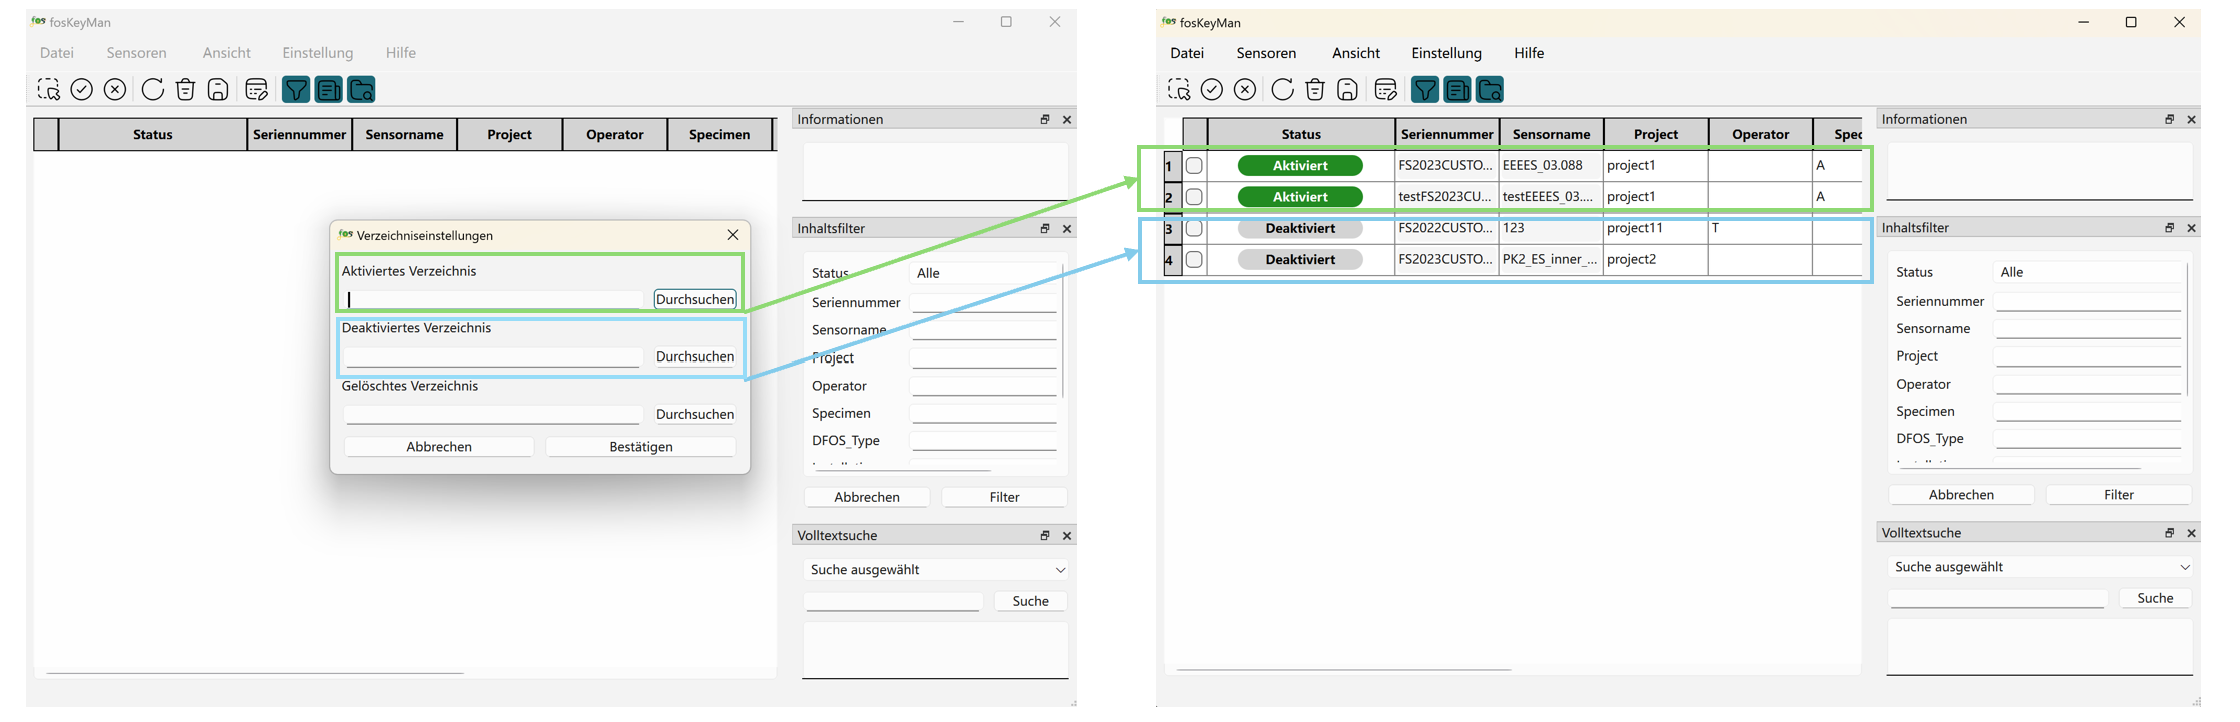 fos fosKeyMan
Datei Sensoren Ansicht Einstellung Hilfe
Status Seriennummer Sensorname Project Operator Specimen
Informationen
Inhaltsfilter
Status Alle
Seriennummer
Sensorname
Project
Operator
Specimen
DFOS_Type
Abbrechen Filter
Volltextsuche
Suche ausgewählt
Suche
fos Verzeichniseinstellungen
Aktiviertes Verzeichnis
Durchsuchen
Deaktiviertes Verzeichnis
Durchsuchen
Gelöschtes Verzeichnis
Durchsuchen
Abbrechen Bestätigen
fos fosKeyMan
Datei Sensoren Ansicht Einstellung Hilfe
Status Seriennummer Sensorname Project Operator Spec
1 Aktiviert FS2023CUSTO... EEEES_03.088 project1 A
2 Aktiviert testFS2023CU... testEEEES_03.... project1 A
3 Deaktiviert FS2022CUSTO... 123 project11 T
4 Deaktiviert FS2023CUSTO... PK2_ES_inner_... project2
Informationen
Inhaltsfilter
Status Alle
Seriennummer
Sensorname
Project
Operator
Specimen
DFOS_Type
Abbrechen Filter
Volltextsuche
Suche ausgewählt
Suche